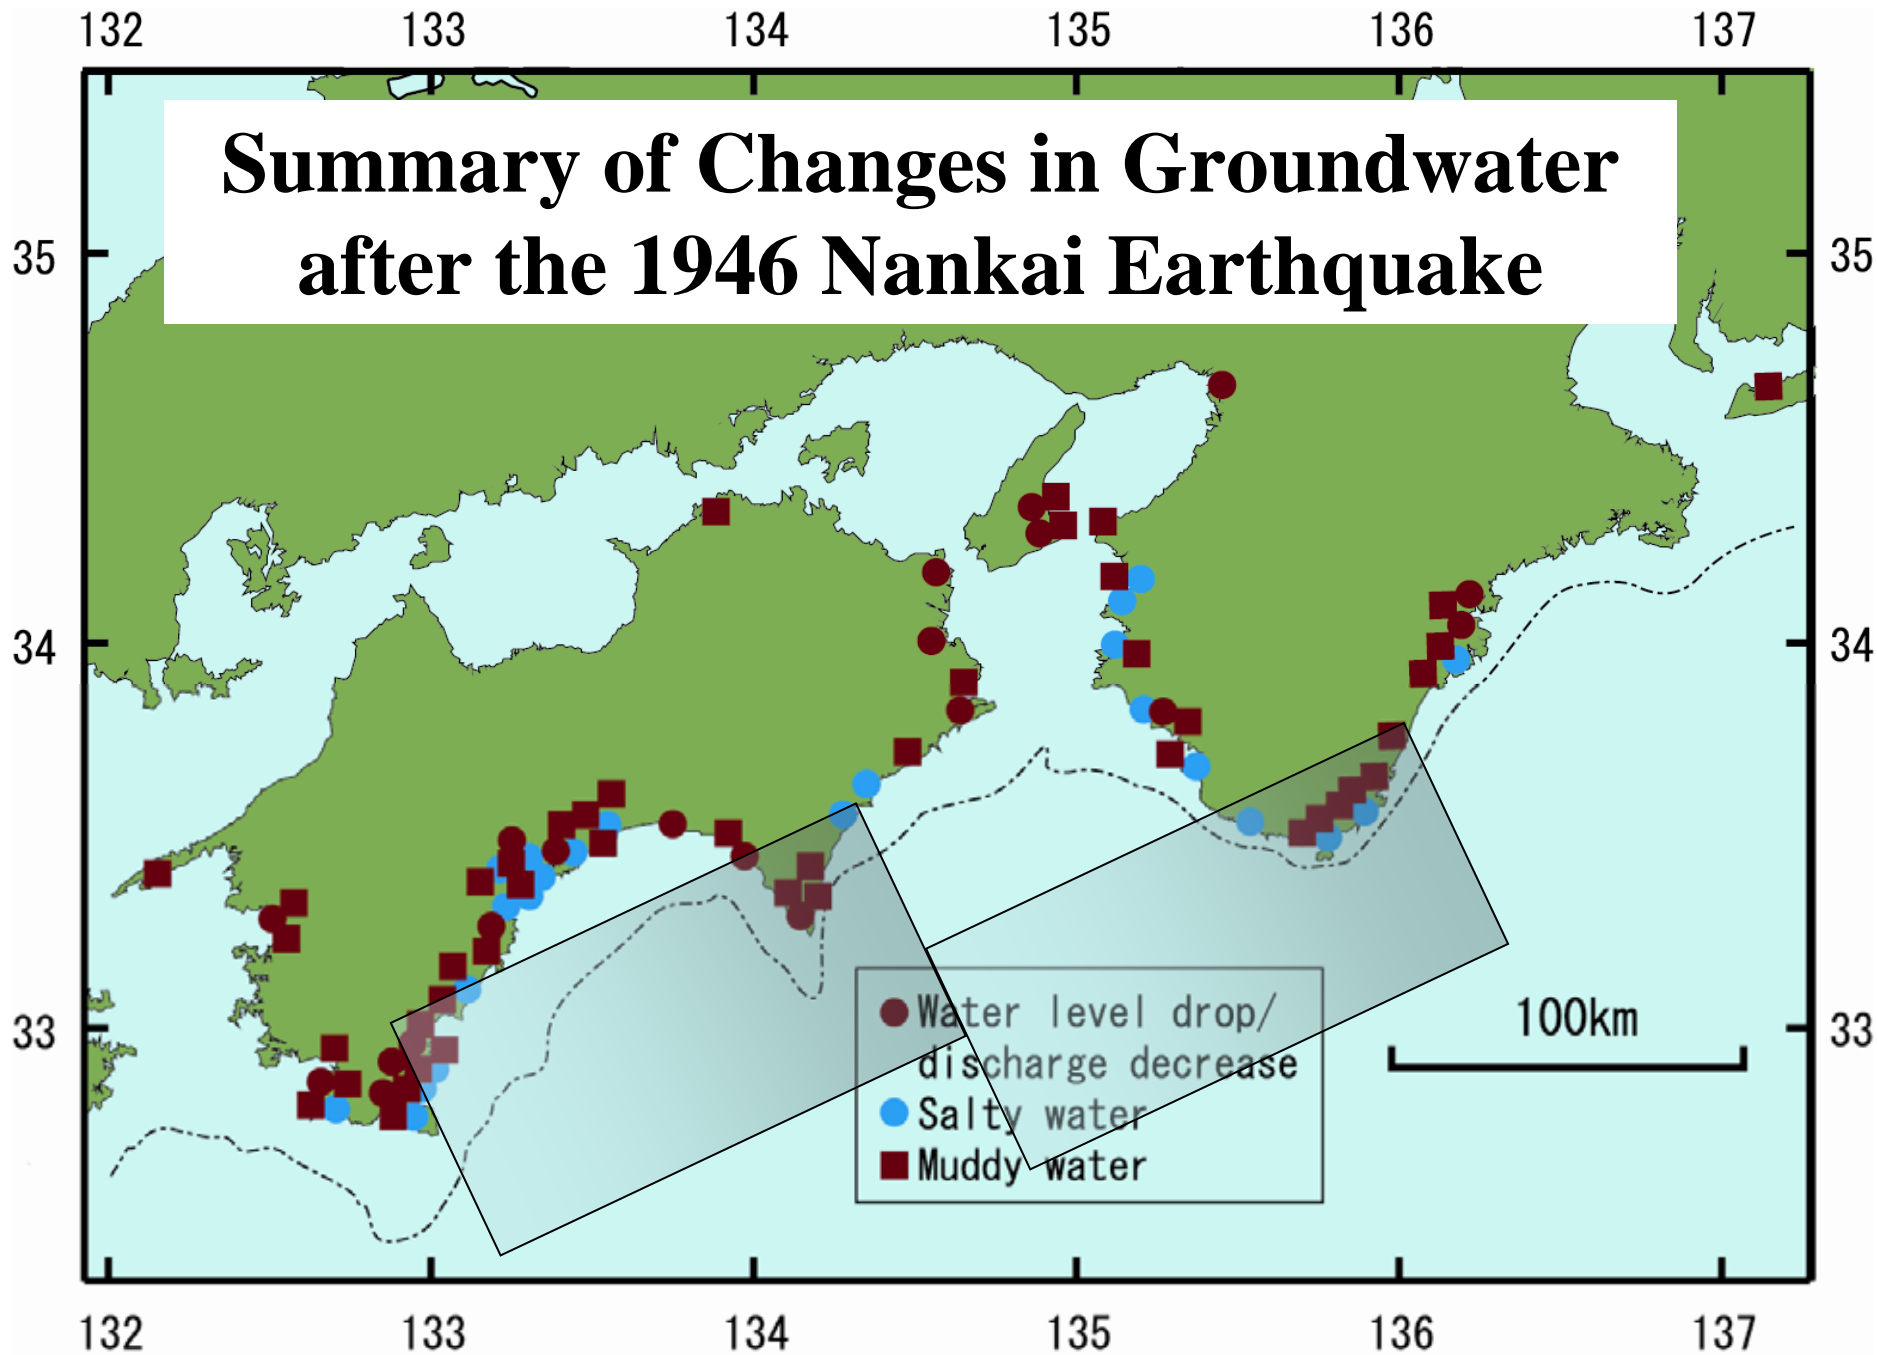 132 133 134 135 136 137
Summary of Changes in Groundwater
after the 1946 Nankai Earthquake
35 35
34 34
33 33
Water level drop/
discharge decrease
Salty water
Muddy water
100km
132 133 134 135 136 137